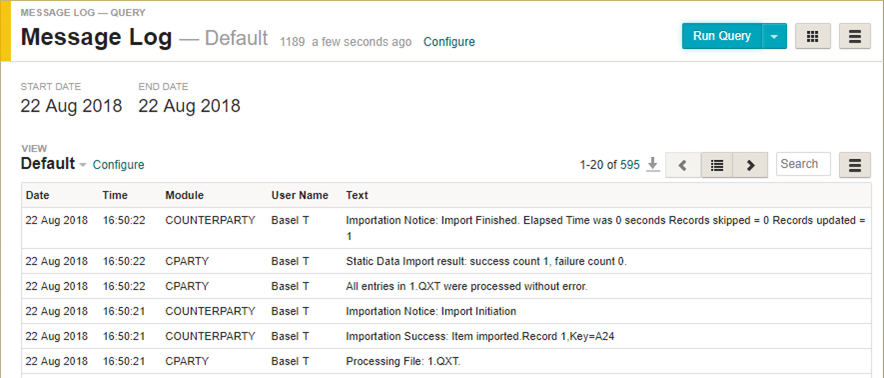 MESSAGE LOG — QUERY
Message Log — Default 1189 a few seconds ago Configure Run Query
START DATE END DATE
22 Aug 2018 22 Aug 2018
VIEW
Default Configure 1-20 of 595 Search
Date Time Module User Name Text
22 Aug 2018 16:50:22 COUNTERPARTY Basel T Importation Notice: Import Finished. Elapsed Time was 0 seconds Records skipped = 0 Records updated =
1
22 Aug 2018 16:50:22 CPARTY Basel T Static Data Import result: success count 1, failure count 0.
22 Aug 2018 16:50:22 CPARTY Basel T All entries in 1.QXT were processed without error.
22 Aug 2018 16:50:21 COUNTERPARTY Basel T Importation Notice: Import Initiation
22 Aug 2018 16:50:21 COUNTERPARTY Basel T Importation Success: Item imported.Record 1,Key=A24
22 Aug 2018 16:50:21 CPARTY Basel T Processing File: 1.QXT.